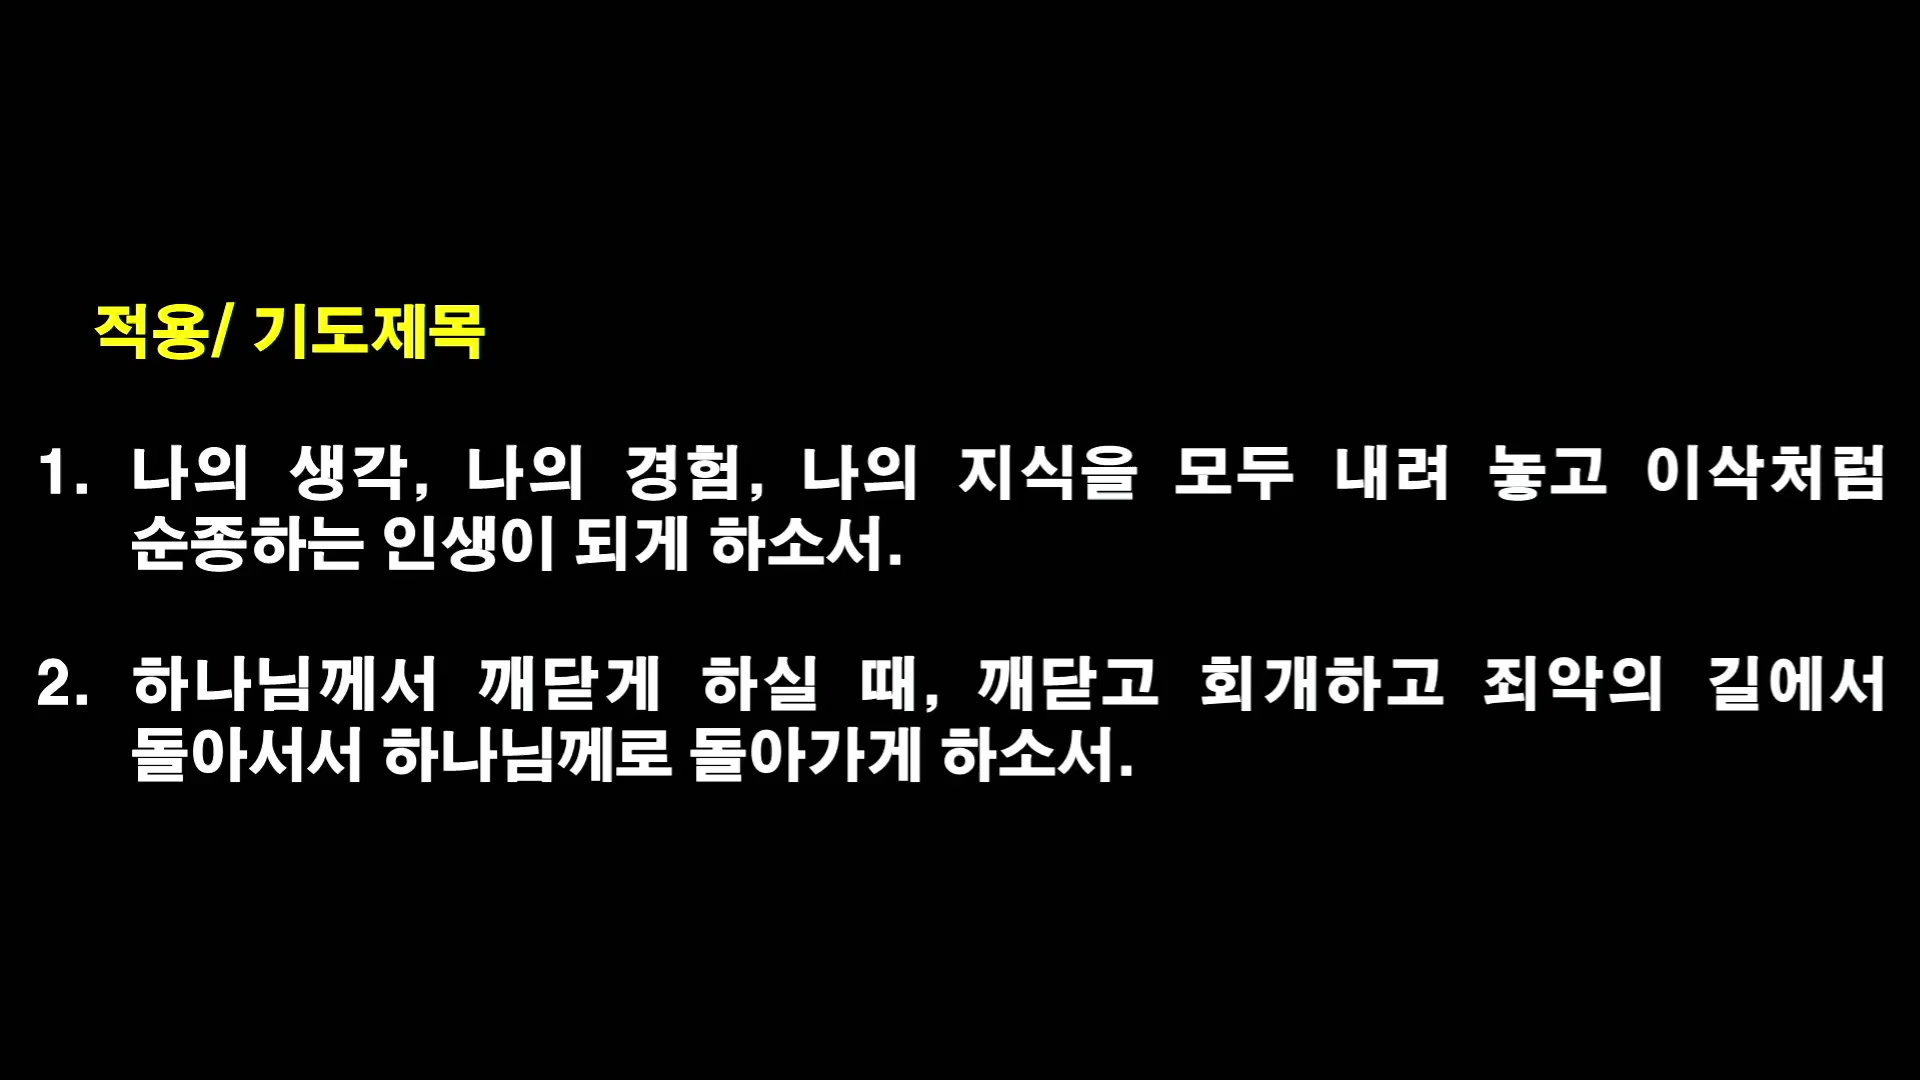 적용/ 기도제목
1. 나의 생각, 나의 경험, 나의 지식을 모두 내려 놓고 이삭처럼
순종하는 인생이 되게 하소서.
2. 하나님께서 깨닫게 하실 때, 깨닫고 회개하고 죄악의 길에서
돌아서서 하나님께로 돌아가게 하소서.